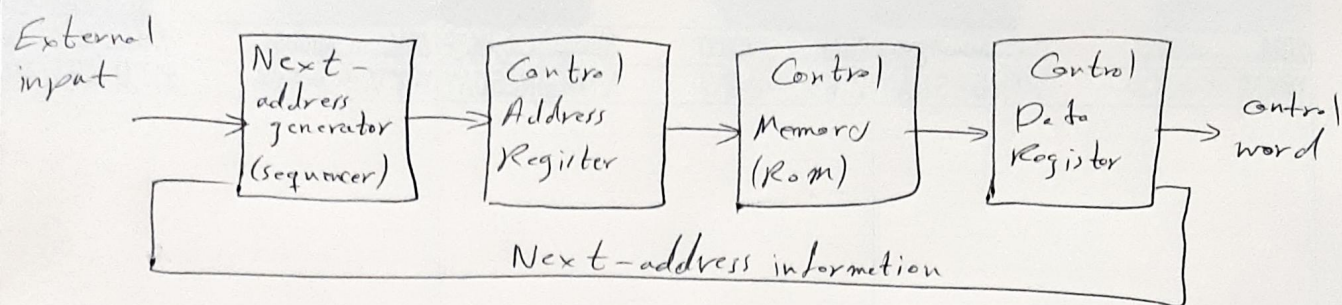 External
input
Next-
address
generator
(sequencer)
Control
Address
Register
Control
Memory
(Rom)
Control
Data
Register
control
word
Next-address information